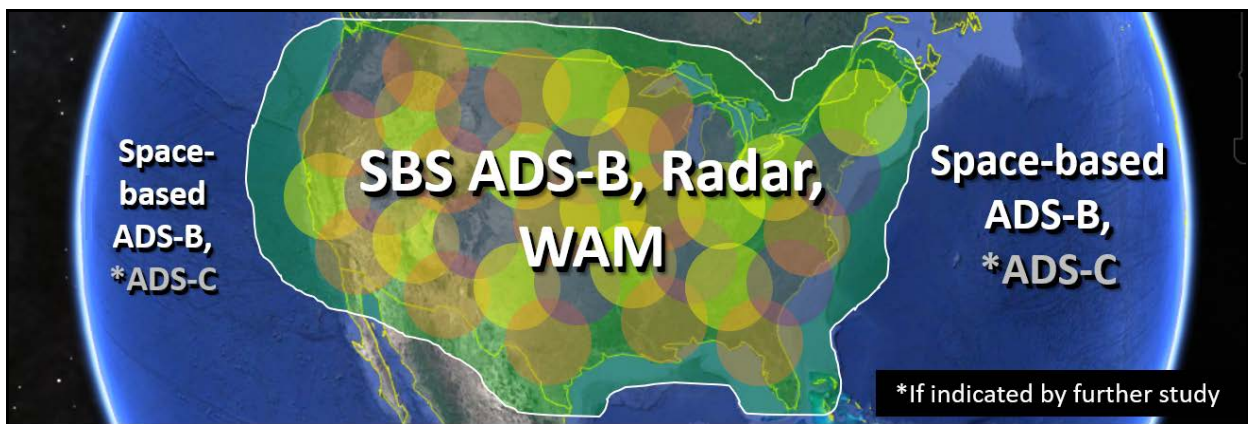 Space-
based
ADS-B,
*ADS-C
SBS ADS-B, Radar,
WAM
Space-based
ADS-B,
*ADS-C
*If indicated by further study